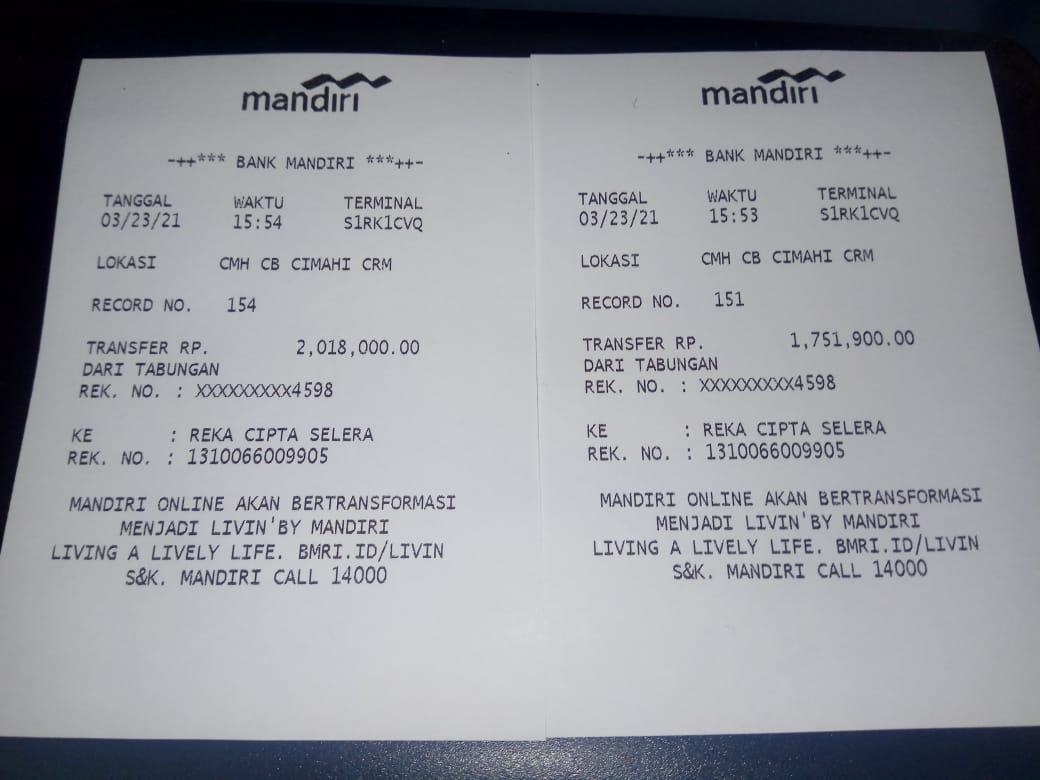 mandiri
-++*** BANK MANDIRI ***++-
TANGGAL WAKTU TERMINAL
03/23/21 15:54 S1RK1CVQ
LOKASI CMH CB CIMAHI CRM
RECORD NO. 154
TRANSFER RP. 2,018,000.00
DARI TABUNGAN
REK. NO. : XXXXXXXXX4598
KE : REKA CIPTA SELERA
REK. NO. : 1310066009905
MANDIRI ONLINE AKAN BERTRANSFORMASI
MENJADI LIVIN'BY MANDIRI
LIVING A LIVELY LIFE. BMRI.ID/LIVIN
S&K. MANDIRI CALL 14000
mandiri
-++*** BANK MANDIRI ***++-
TANGGAL WAKTU TERMINAL
03/23/21 15:53 S1RK1CVQ
LOKASI CMH CB CIMAHI CRM
RECORD NO. 151
TRANSFER RP. 1,751,900.00
DARI TABUNGAN
REK. NO. : XXXXXXXXX4598
KE : REKA CIPTA SELERA
REK. NO. : 1310066009905
MANDIRI ONLINE AKAN BERTRANSFORMASI
MENJADI LIVIN'BY MANDIRI
LIVING A LIVELY LIFE. BMRI.ID/LIVIN
S&K. MANDIRI CALL 14000